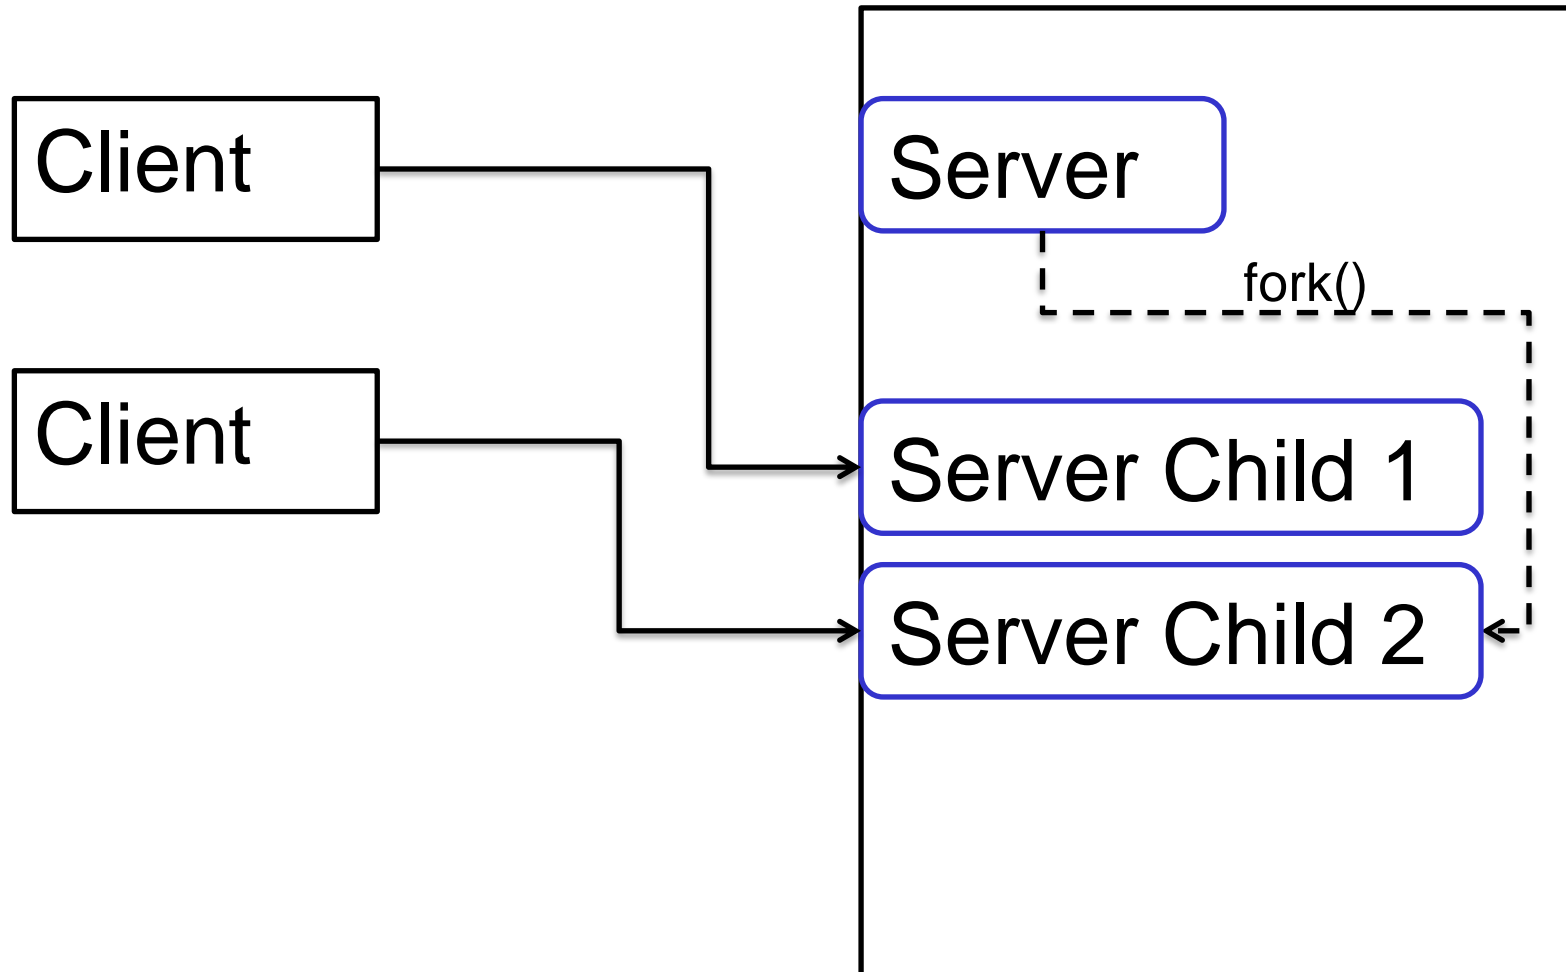 Client
Server
fork()
Client
Server Child 1
Server Child 2